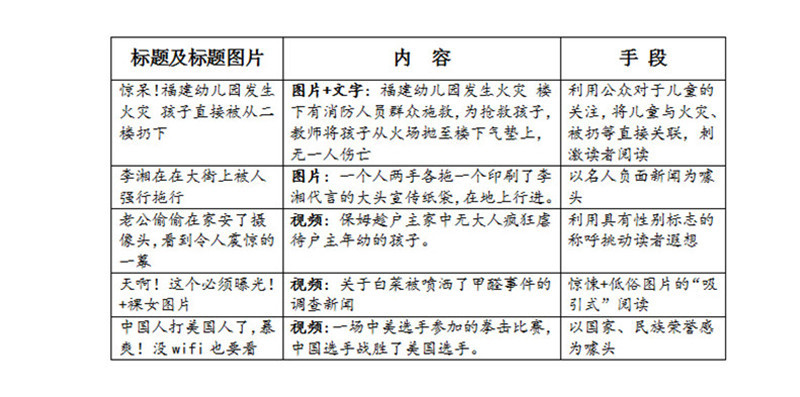 标题及标题图片
内 容
手 段
惊呆!福建幼儿园发生
火灾 孩子直接被从二
楼扔下
图片+文字：福建幼儿园发生火灾 楼
下有消防人员群众施救,为抢救孩子,
教师将孩子从火场抛至楼下气垫上,
无一人伤亡
利用公众对于儿童的
关注,将儿童与火灾、
被扔等直接关联，刺
激读者阅读
李湘在在大街上被人
强行拖行
图片：一个人两手各拖一个印刷了李
湘代言的大头宣传纸袋,在地上行进。
以名人负面新闻为噱
头
老公偷偷在家安了摄
像头,看到令人震惊的
一幕
视频：保姆趁户主家中无大人疯狂虐
待户主年幼的孩子。
利用具有性别标志的
称呼挑动读者遐想
天啊！这个必须曝光!
+裸女图片
视频：关于白菜被喷洒了甲醛事件的
调查新闻
惊悚+低俗图片的“吸
引式”阅读
中国人打美国人了,暴
爽！没 wifi 也要看
视频:一场中美选手参加的拳击比赛,
中国选手战胜了美国选手。
以国家、民族荣誉感
为噱头